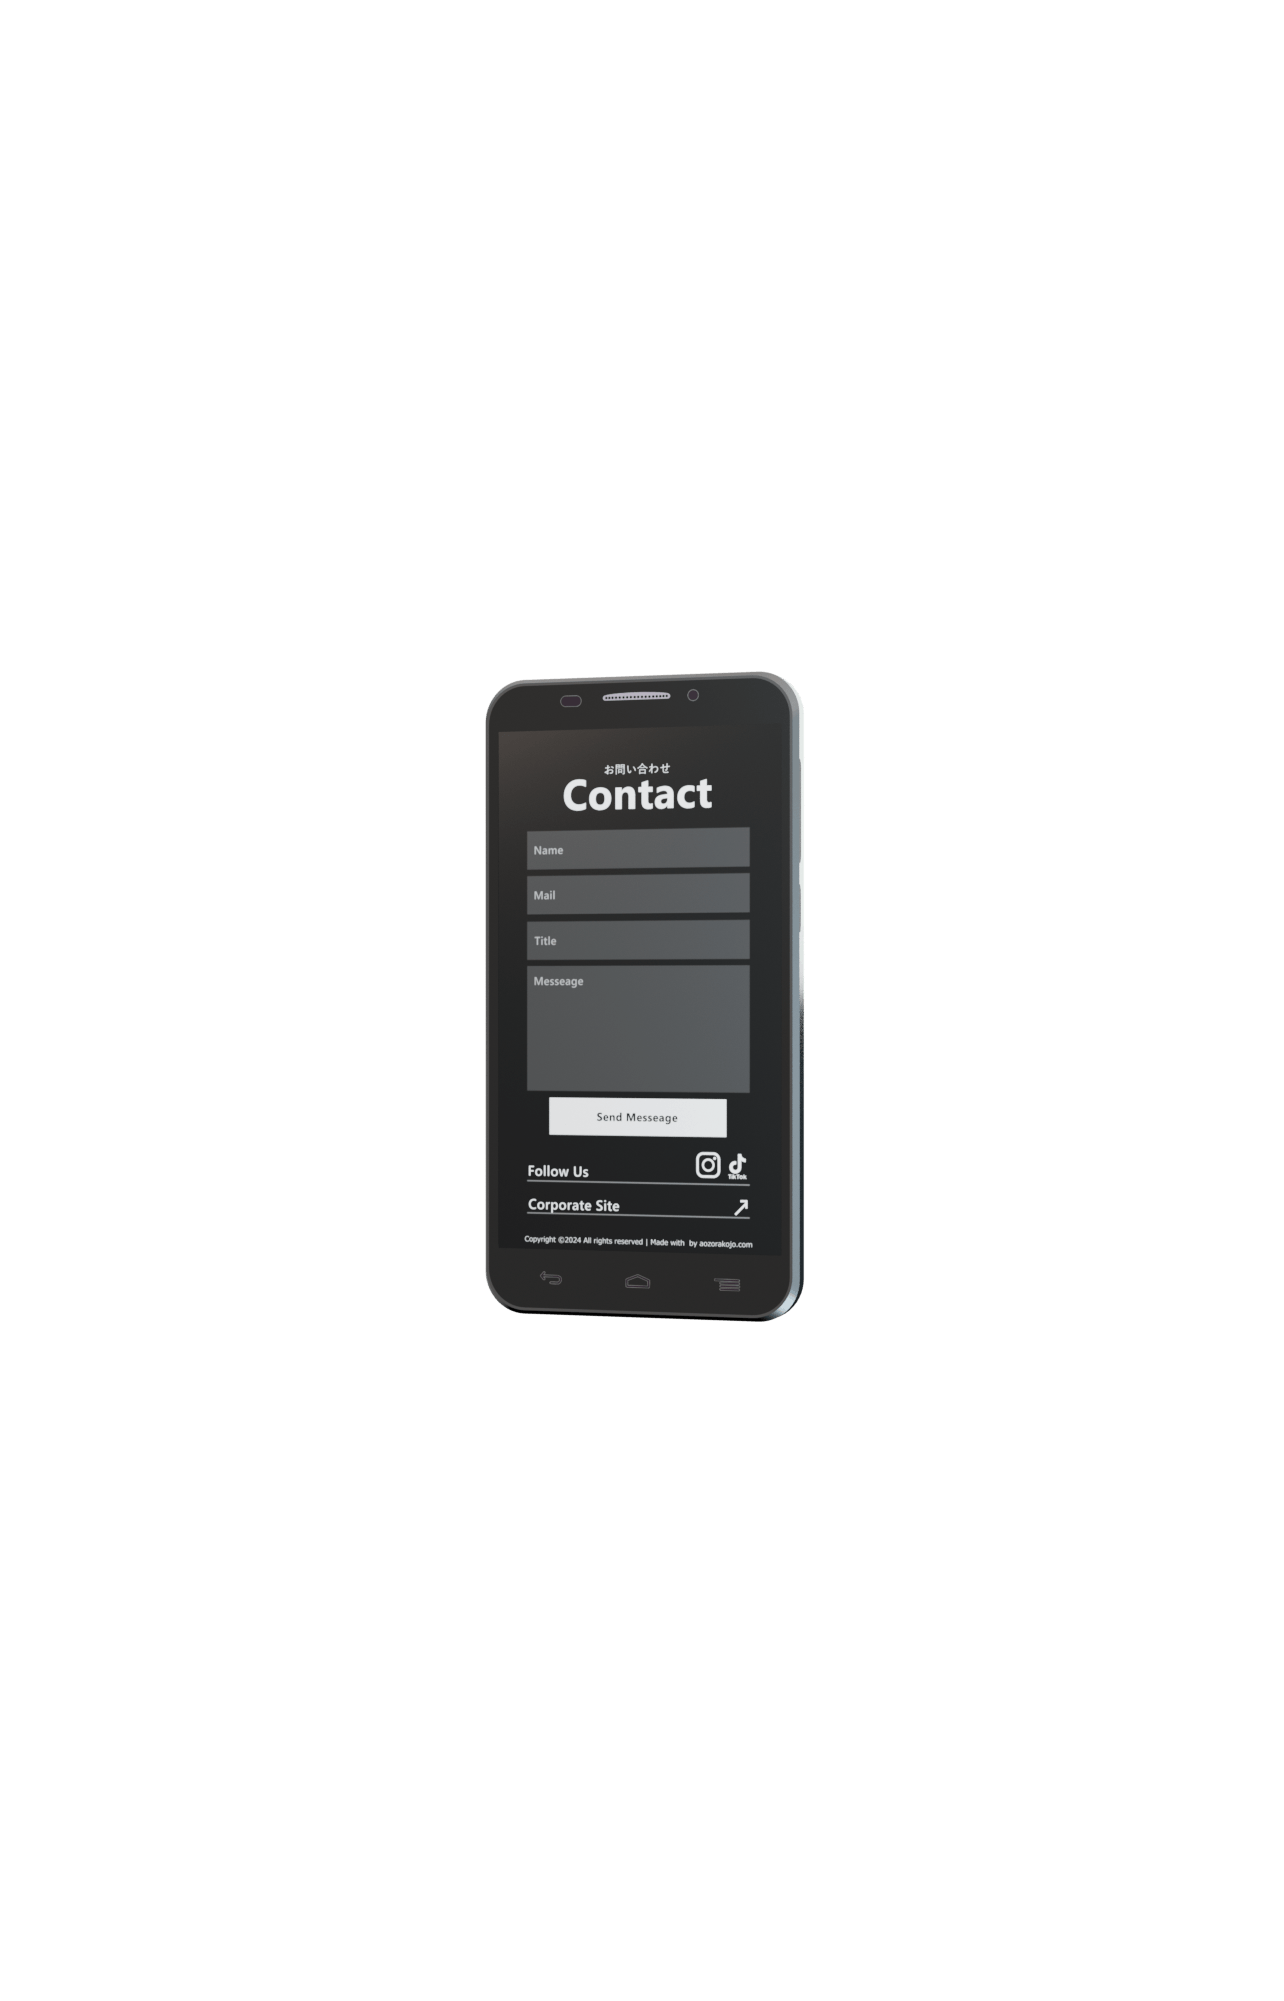 お問い合わせ
Contact
Name
Mail
Title
Messeage
Send Messeage
Follow Us
TikTok
Corporate Site
Copyright ©2024 All rights reserved | Made with by aozorakojo.com